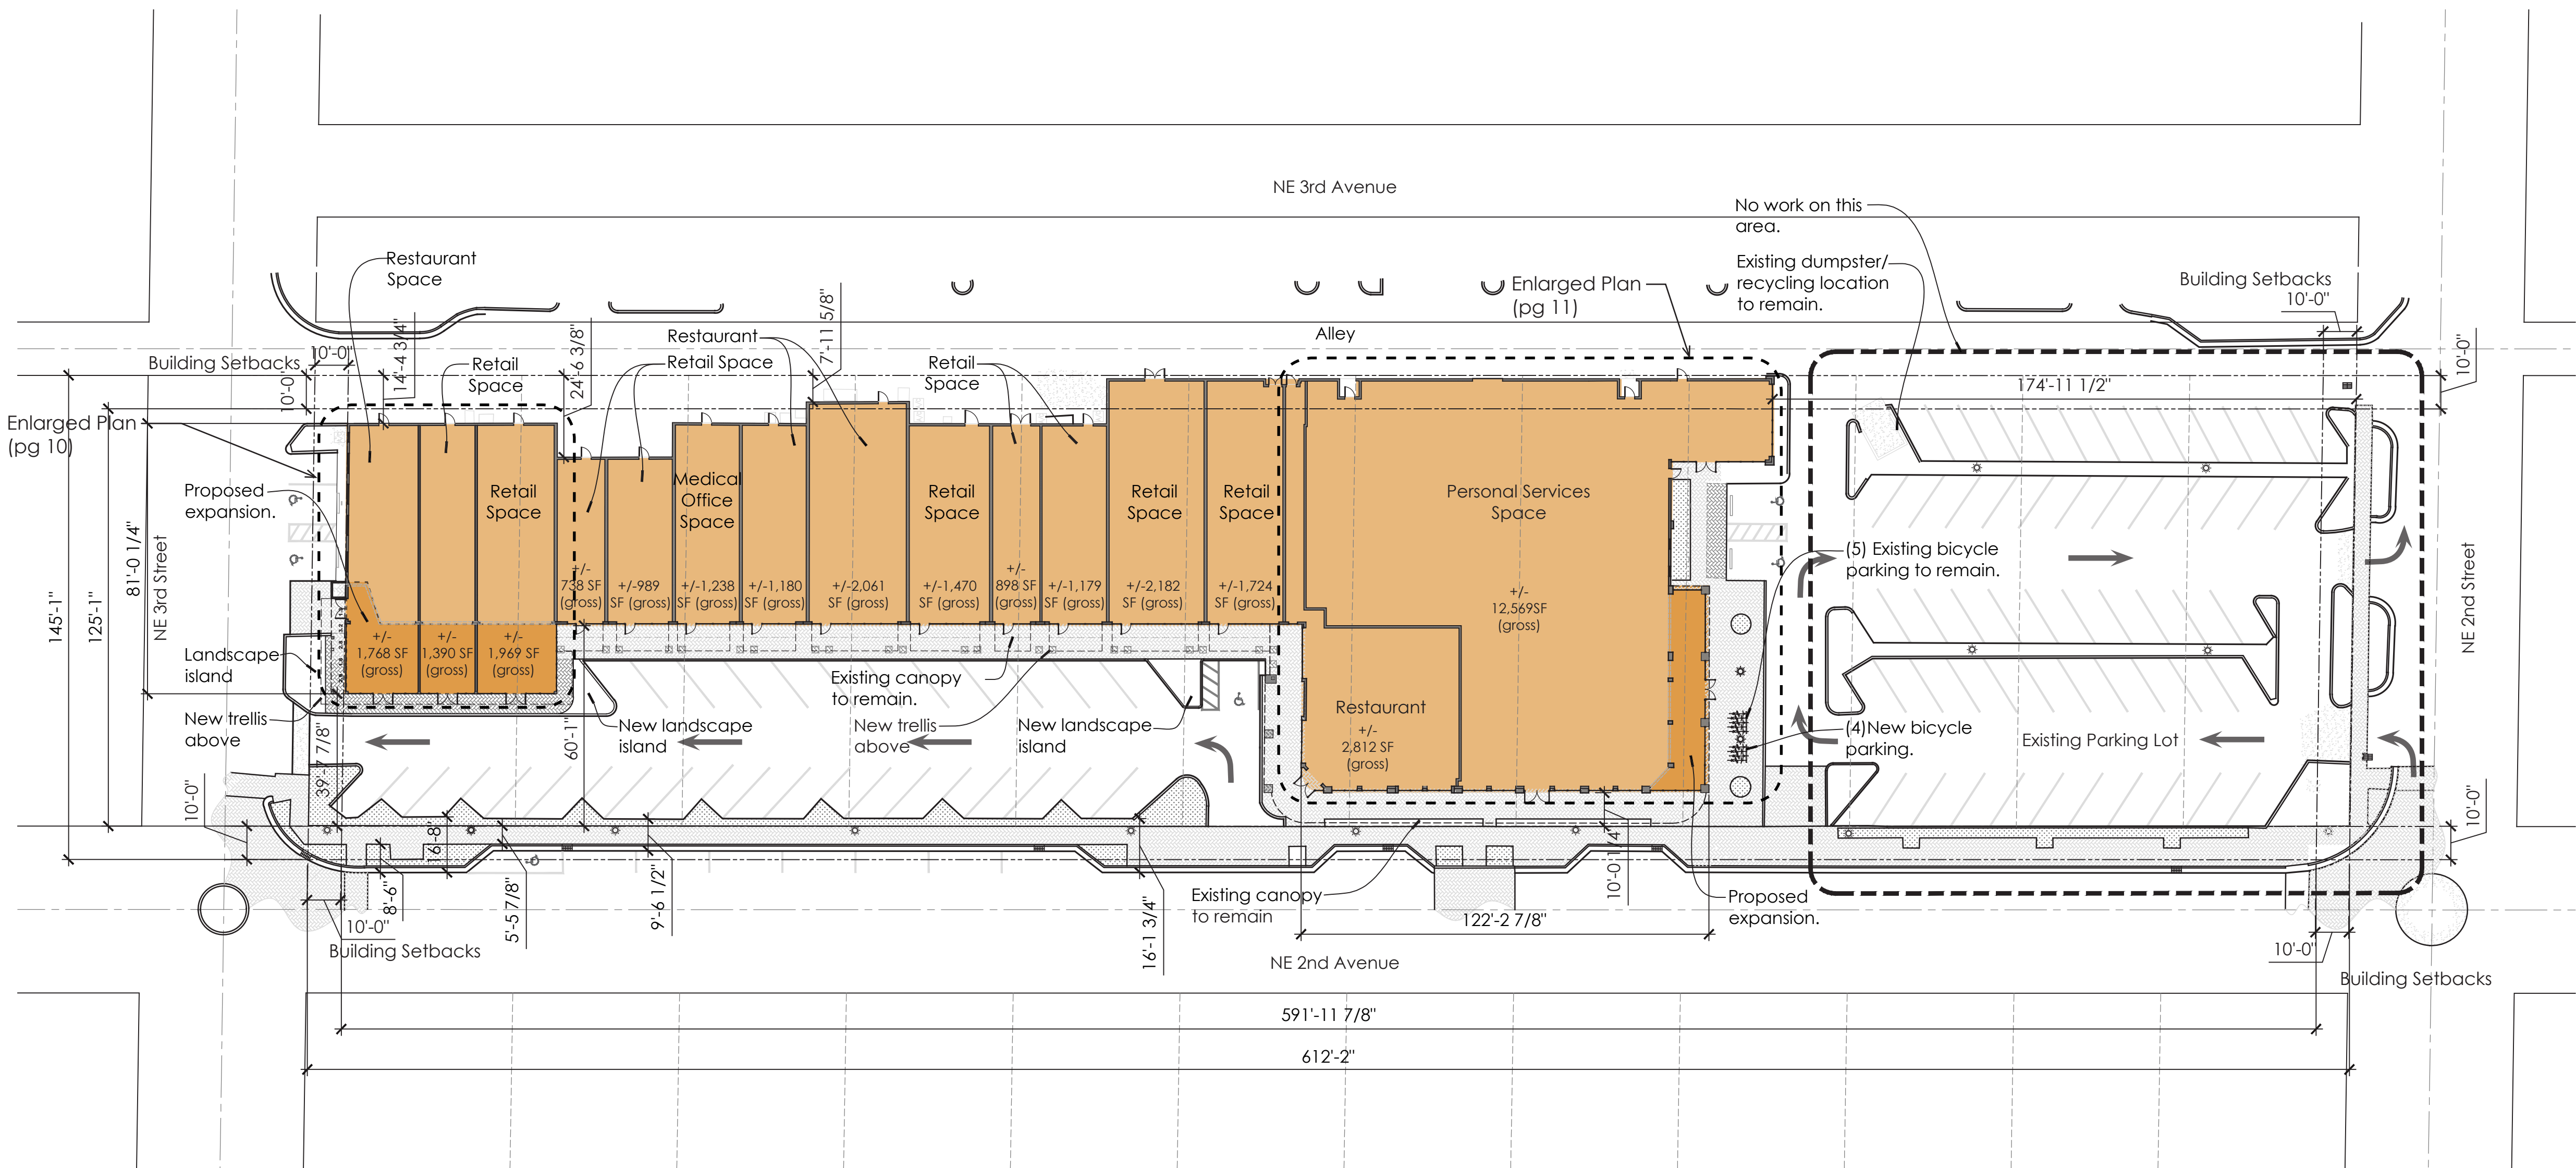 NE 3rd Avenue
No work on this
area.
Restaurant
Space
Existing dumpster/
recycling location
to remain.
Enlarged Plan
(pg 11)
Building Setbacks
10'-0"
Alley
Building Setbacks
10'-0"
10'-0"
14'-4 3/4"
Retail
Space
24'-6 3/8"
Restaurant
Retail Space
7'-11 5/8"
Retail
Space
174'-11 1/2"
10'-0"
Enlarged Plan
(pg 10)
Proposed
expansion.
145'-1"
125'-1"
81'-0 1/4"
NE 3rd Street
Retail
Space
Medical
Office
Space
Retail
Space
Retail
Space
Retail
Space
Personal Services
Space
(5) Existing bicycle
parking to remain.
NE 2nd Street
+/-
738 SF
(gross)
+/-989
SF (gross)
+/-1,238
SF (gross)
+/-1,180
SF (gross)
+/-2,061
SF (gross)
+/-1,470
SF (gross)
+/-
898 SF
(gross)
+/-1,179
SF (gross)
+/-2,182
SF (gross)
+/-1,724
SF (gross)
+/-
12,569SF
(gross)
+/-
1,768 SF
(gross)
+/-
1,390 SF
(gross)
+/-
1,969 SF
(gross)
Landscape
island
New trellis
above
Existing canopy
to remain.
New landscape
island
New trellis
above
New landscape
island
Restaurant
+/-
2,812 SF
(gross)
(4)New bicycle
parking.
Existing Parking Lot
39'-7 7/8"
60'-1"
10'-0"
16'-8"
8'-6"
5'-5 7/8"
9'-6 1/2"
16'-1 3/4"
10'-0"
Building Setbacks
Existing canopy
to remain
122'-2 7/8"
10'-0 1/4"
Proposed
expansion.
10'-0"
10'-0"
Building Setbacks
NE 2nd Avenue
591'-11 7/8"
612'-2"